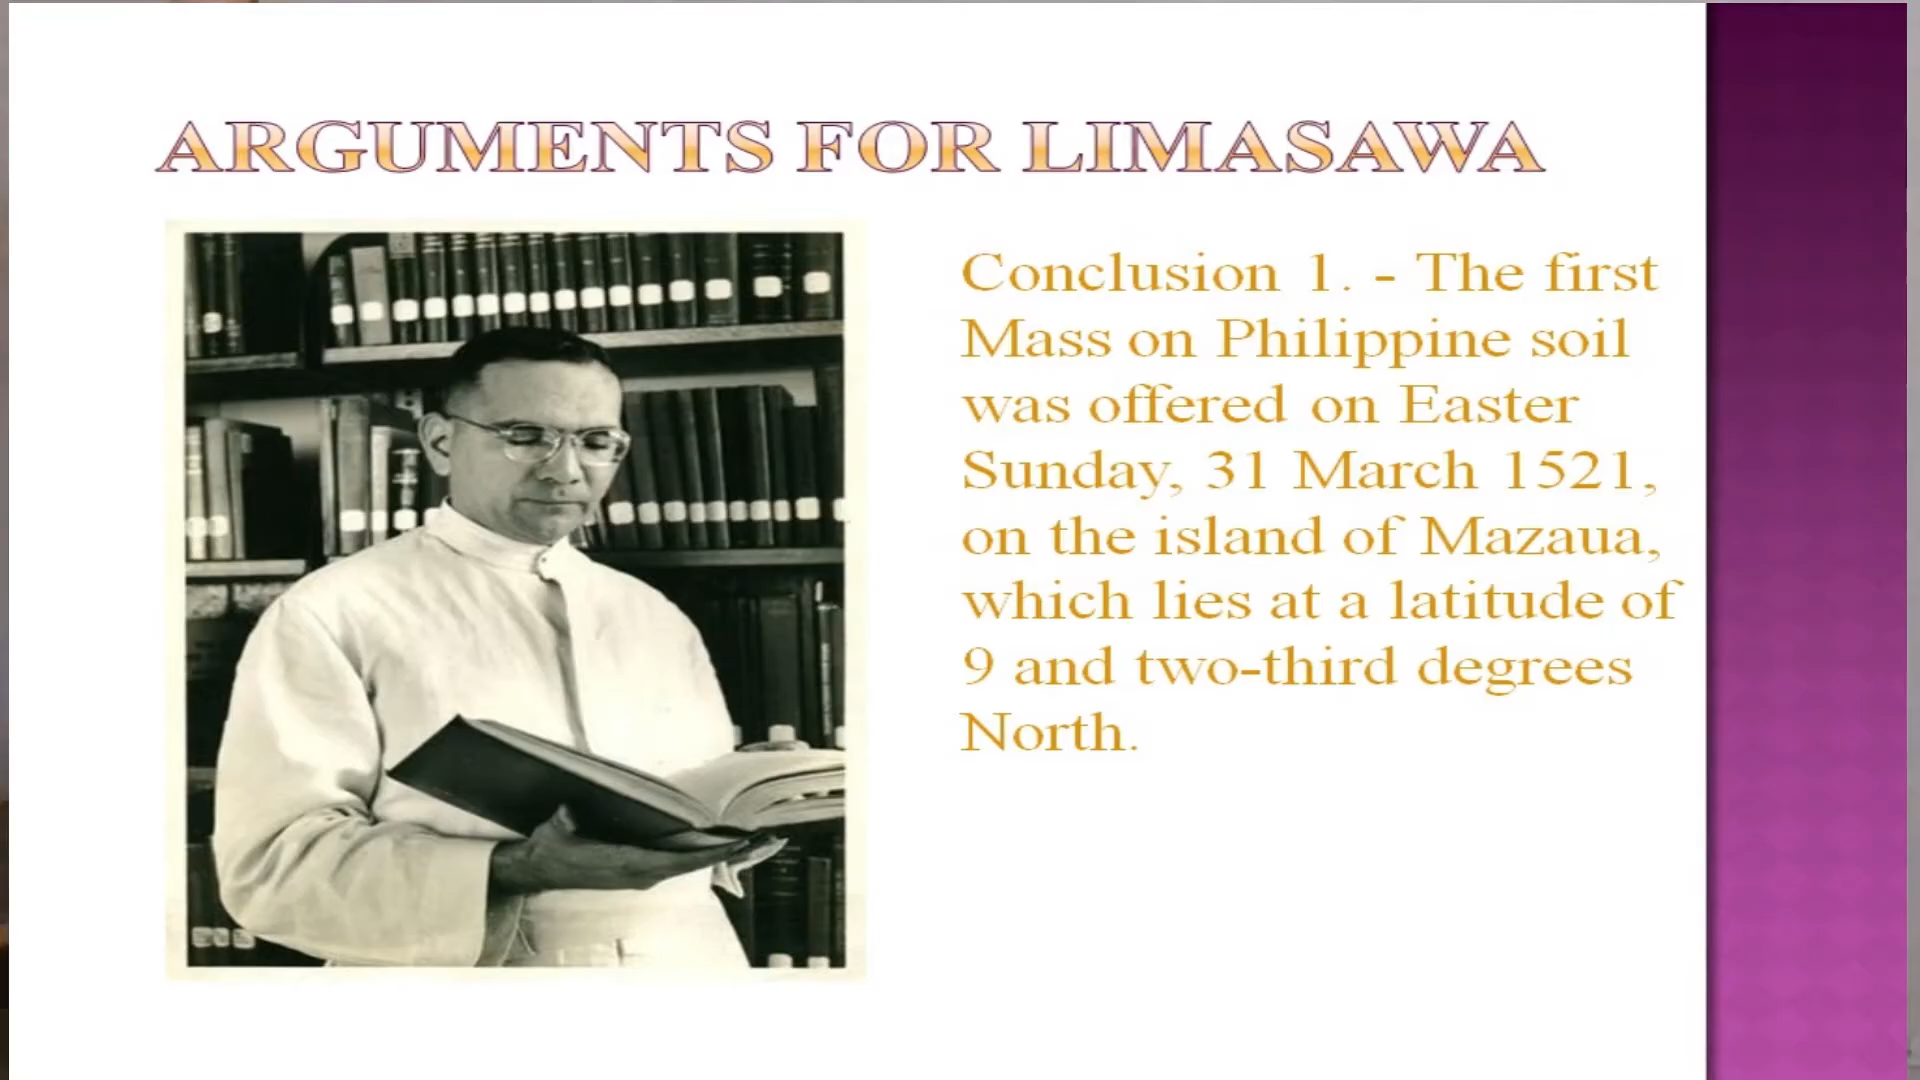 ARGUMENTS FOR LIMASAWA
Conclusion 1. - The first
Mass on Philippine soil
was offered on Easter
Sunday, 31 March 1521,
on the island of Mazaua,
which lies at a latitude of
9 and two-third degrees
North.